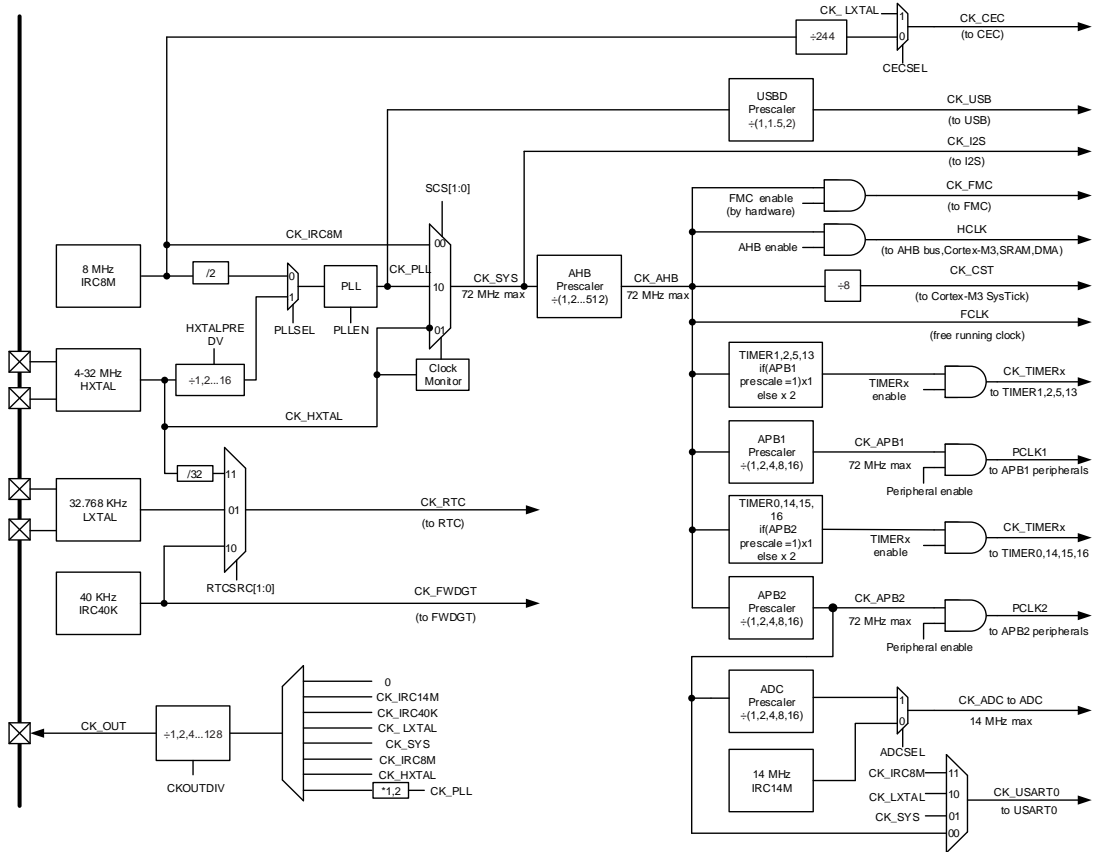 CK_ LXTAL
1
0
÷244
CK_CEC
(to CEC)
CECSEL
USBD
Prescaler
÷(1,1.5,2)
CK_USB
(to USB)
CK_I2S
(to I2S)
SCS[1:0]
FMC enable
(by hardware)
CK_FMC
(to FMC)
CK_IRC8M
00
AHB enable
HCLK
(to AHB bus,Cortex-M3,SRAM,DMA)
8 MHz
IRC8M
/2
0
1
PLLSEL
PLL
PLLEN
CK_PLL
10
CK_SYS
72 MHz max
AHB
Prescaler
÷(1,2...512)
CK_AHB
72 MHz max
÷8
CK_CST
(to Cortex-M3 SysTick)
FCLK
(free running clock)
HXTALPRE
DV
÷1,2...16
01
Clock
Monitor
4-32 MHz
HXTAL
CK_HXTAL
TIMER1,2,5,13
if(APB1
prescale =1)x1
else x 2
TIMERx
enable
CK_TIMERx
to TIMER1,2,5,13
APB1
Prescaler
÷(1,2,4,8,16)
CK_APB1
72 MHz max
Peripheral enable
PCLK1
to APB1 peripherals
/32
11
01
10
RTCSRC[1:0]
32.768 KHz
LXTAL
CK_RTC
(to RTC)
TIMER0,14,15,
16
if(APB2
prescale =1)x1
else x 2
TIMERx
enable
CK_TIMERx
to TIMER0,14,15,16
40 KHz
IRC40K
CK_FWDGT
(to FWDGT)
APB2
Prescaler
÷(1,2,4,8,16)
CK_APB2
72 MHz max
Peripheral enable
PCLK2
to APB2 peripherals
CK_OUT
÷1,2,4...128
CKOUTDIV
0
CK_IRC14M
CK_IRC40K
CK_ LXTAL
CK_SYS
CK_IRC8M
CK_HXTAL
*1,2
CK_PLL
ADC
Prescaler
÷(1,2,4,8,16)
1
0
ADCSEL
CK_ADC to ADC
14 MHz max
14 MHz
IRC14M
CK_IRC8M
11
CK_LXTAL
10
CK_SYS
01
00
CK_USART0
to USART0